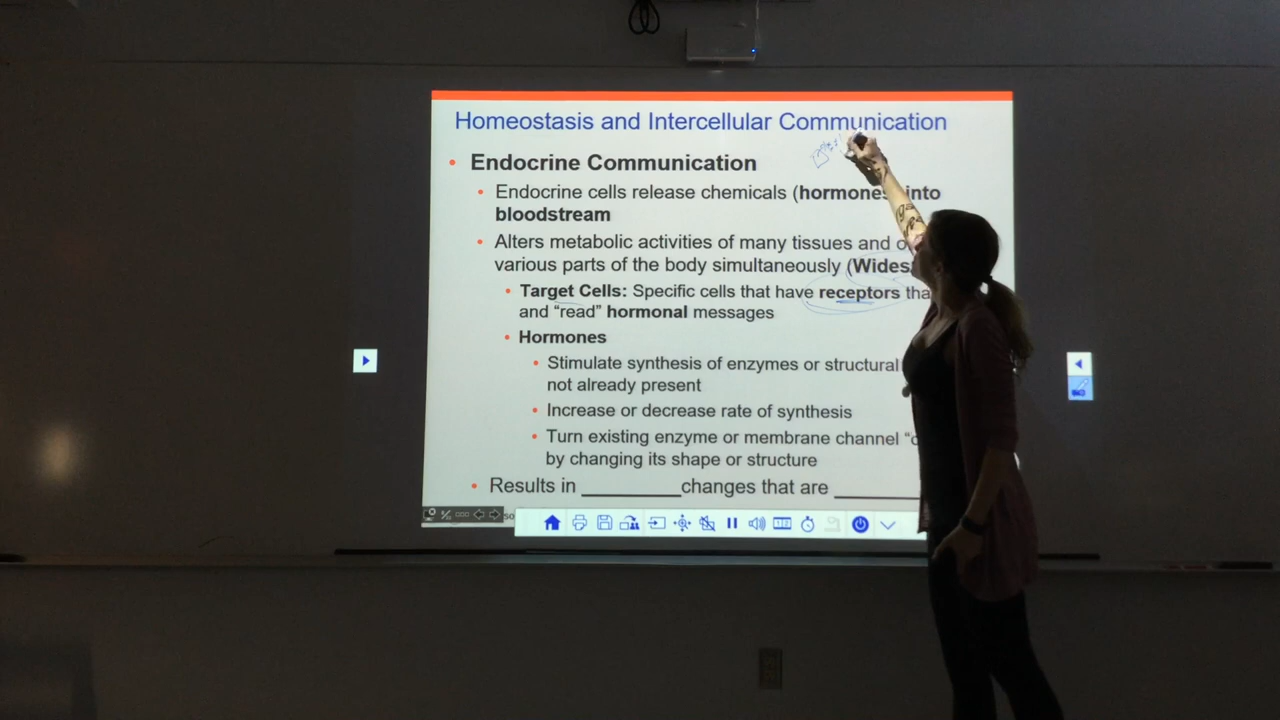 Homeostasis and Intercellular Communication
• Endocrine Communication
• Endocrine cells release chemicals (hormones into
bloodstream
• Alters metabolic activities of many tissues and
various parts of the body simultaneously (Wides
• Target Cells: Specific cells that have receptors tha
and “read” hormonal messages
• Hormones
• Stimulate synthesis of enzymes or structural
not already present
• Increase or decrease rate of synthesis
• Turn existing enzyme or membrane channel “
by changing its shape or structure
• Results in ________changes that are _______